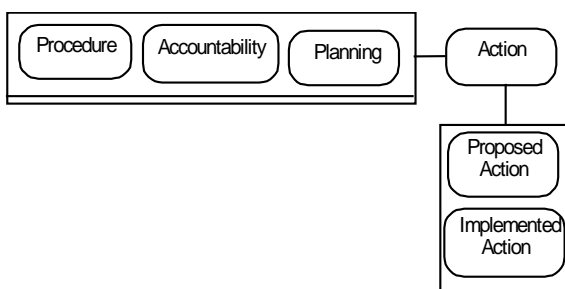 Procedure
Accountability
Planning
Action
Proposed
Action
Implemented
Action